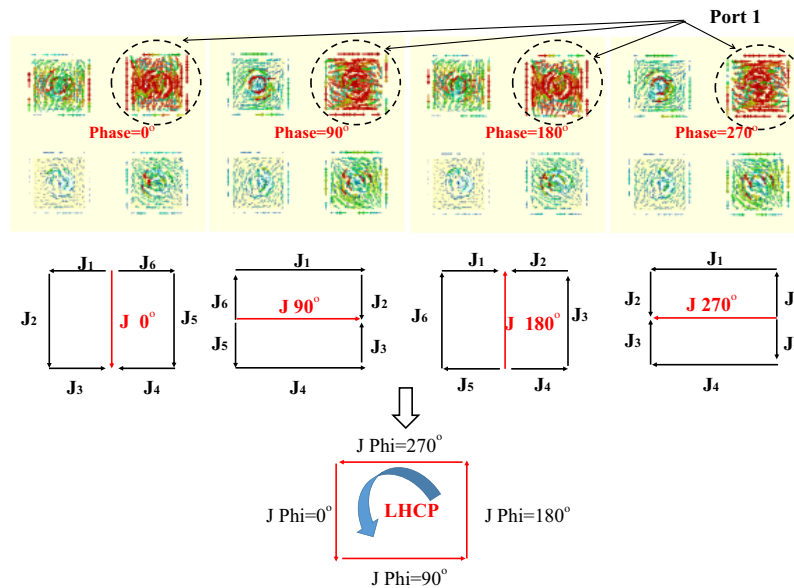 Port 1
Phase=0° Phase=90° Phase=180° Phase=270°
J₁ J₆ J₁ J₁ J₂ J₁
J₂ J 0° J₅ J₆ J 90° J₂ J₆ J 180° J₃ J₂ J 270° J
J₅ J₃ J₃ J
J₃ J₄ J₄ J₅ J₄ J₄
J Phi=270°
J Phi=0° LHCP J Phi=180°
J Phi=90°